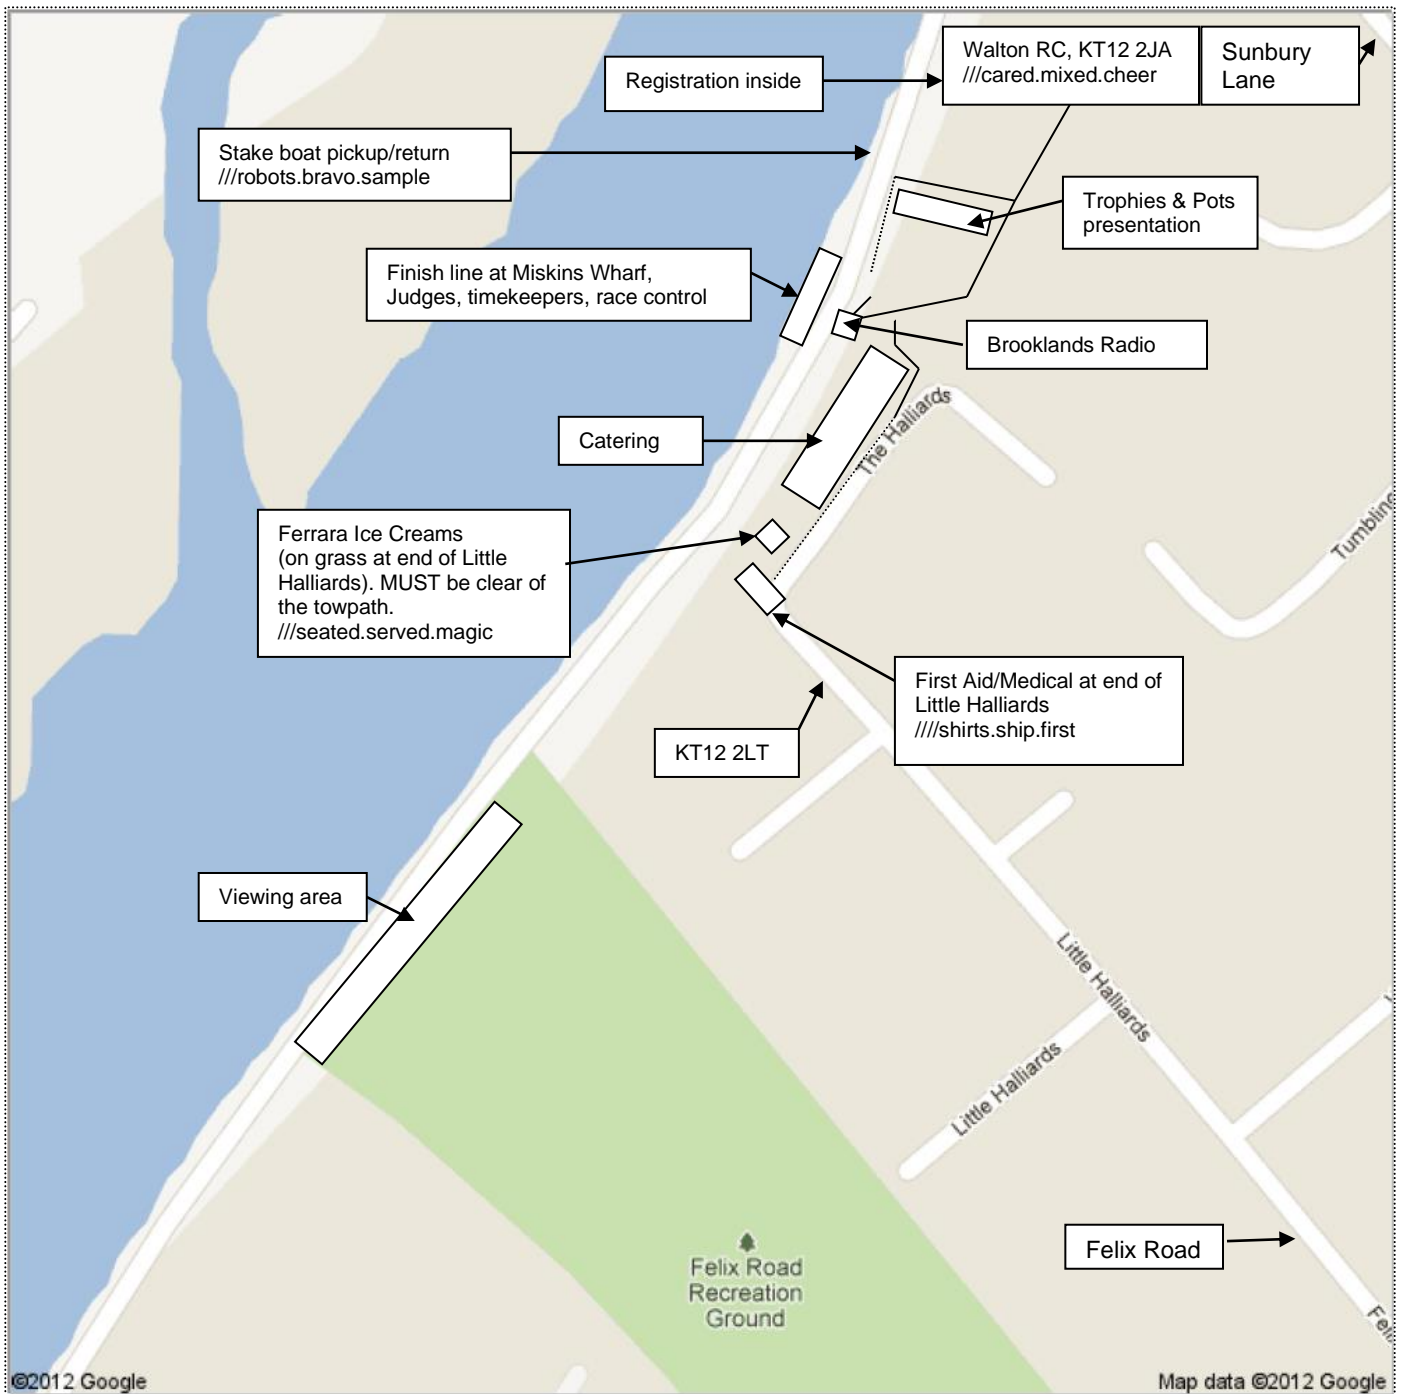 Walton RC, KT12 2JA
///cared.mixed.cheer
Sunbury
Lane
Registration inside
Stake boat pickup/return
///robots.bravo.sample
Trophies & Pots
presentation
Finish line at Miskins Wharf,
Judges, timekeepers, race control
Brooklands Radio
The Halliards
Catering
Tumbling
Ferrara Ice Creams
(on grass at end of Little
Halliards). MUST be clear of
the towpath.
///seated.served.magic
First Aid/Medical at end of
Little Halliards
////shirts.ship.first
KT12 2LT
Viewing area
Little Halliards
Little Halliards
Felix Road
Felix Road
Recreation
Ground
©2012 Google
Map data ©2012 Google